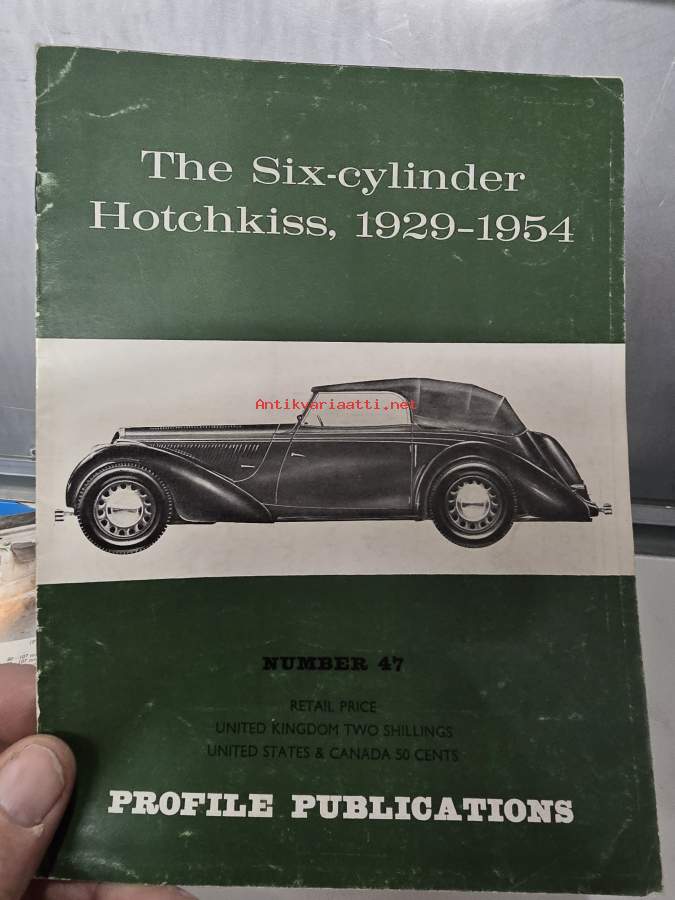 The Six-cylinder
Hotchkiss, 1929-1954
Antikvariaatti.net
NUMBER 47
RETAIL PRICE
UNITED KINGDOM TWO SHILLINGS
UNITED STATES & CANADA 50 CENTS
PROFILE PUBLICATIONS